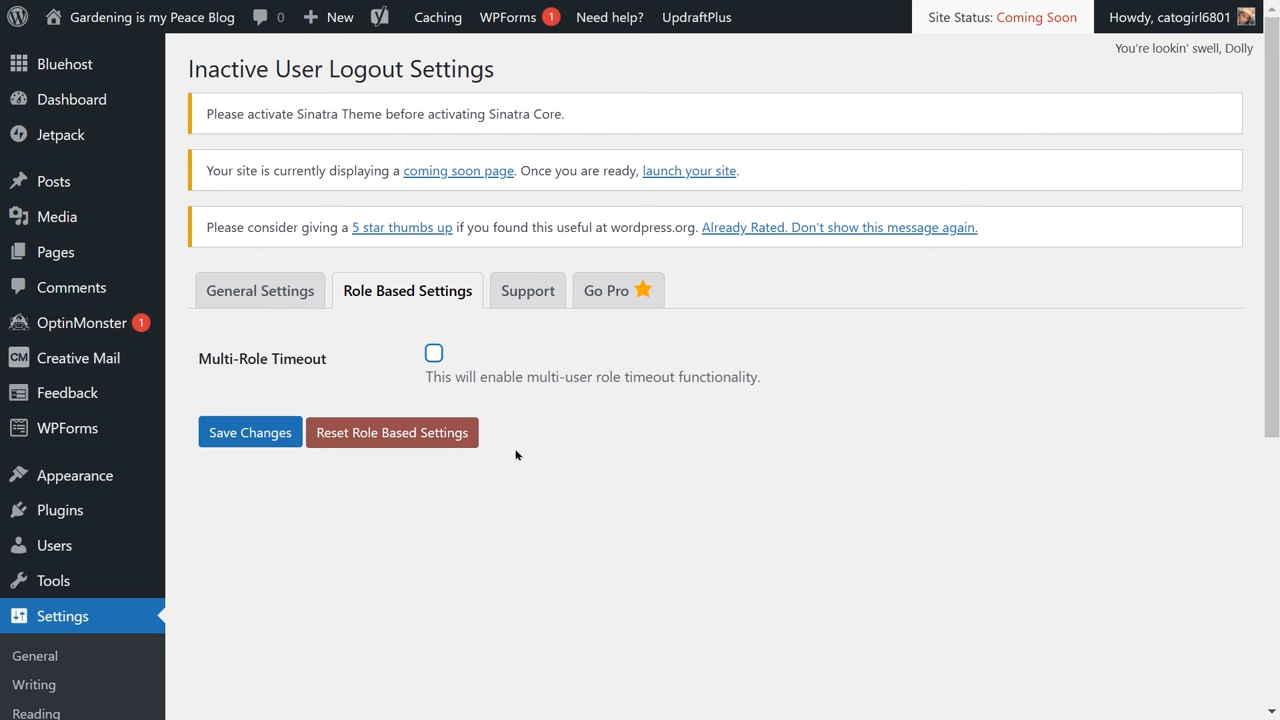 Gardening is my Peace Blog 0 New Caching WPForms 1 Need help? UpdraftPlus Site Status: Coming Soon Howdy, catogirl6801
You're lookin' swell, Dolly
Bluehost
Dashboard
Jetpack
Posts
Media
Pages
Comments
OptinMonster 1
CM Creative Mail
Feedback
WPForms
Appearance
Plugins
Users
Tools
Settings
General
Writing
Reading
Inactive User Logout Settings
Please activate Sinatra Theme before activating Sinatra Core.
Your site is currently displaying a coming soon page. Once you are ready, launch your site.
Please consider giving a 5 star thumbs up if you found this useful at wordpress.org. Already Rated. Don't show this message again.
General Settings Role Based Settings Support Go Pro
Multi-Role Timeout
This will enable multi-user role timeout functionality.
Save Changes Reset Role Based Settings